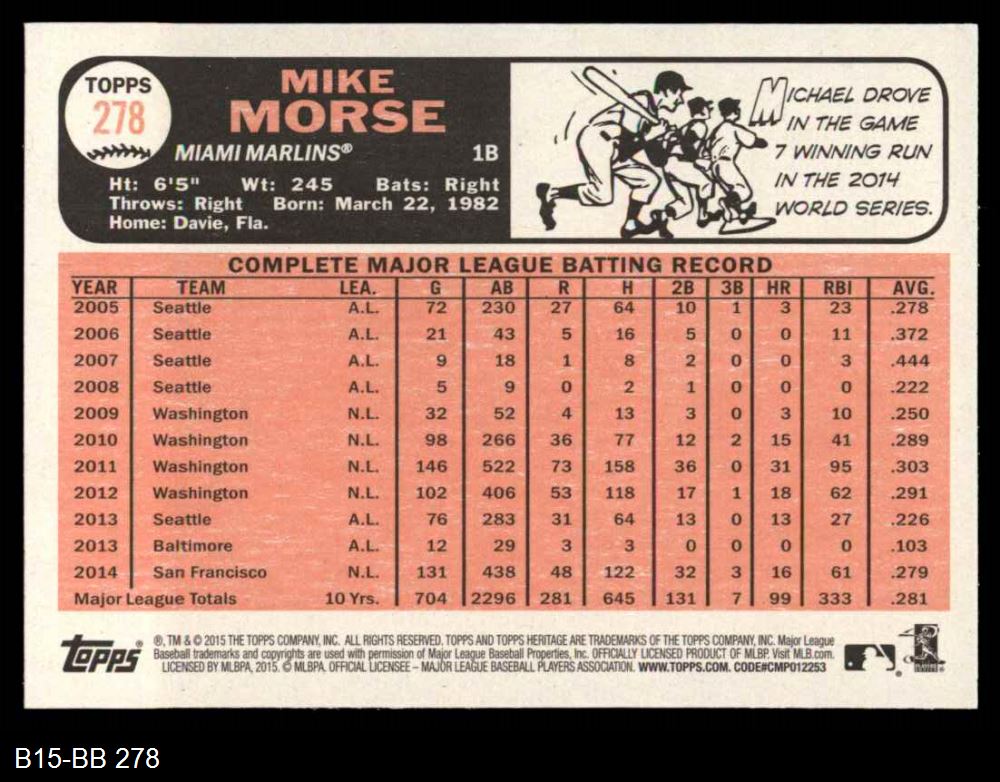 TOPPS
278
MIKE
MORSE
MIAMI MARLINS® 1B
Ht: 6'5" Wt: 245 Bats: Right
Throws: Right Born: March 22, 1982
Home: Davie, Fla.
MICHAEL DROVE
IN THE GAME
7 WINNING RUN
IN THE 2014
WORLD SERIES.
COMPLETE MAJOR LEAGUE BATTING RECORD
YEAR TEAM LEA. G AB R H 2B 3B HR RBI AVG.
2005 Seattle A.L. 72 230 27 64 10 1 3 23 .278
2006 Seattle A.L. 21 43 5 16 5 0 0 11 .372
2007 Seattle A.L. 9 18 1 8 2 0 0 3 .444
2008 Seattle A.L. 5 9 0 2 1 0 0 0 .222
2009 Washington N.L. 32 52 4 13 3 0 3 10 .250
2010 Washington N.L. 98 266 36 77 12 2 15 41 .289
2011 Washington N.L. 146 522 73 158 36 0 31 95 .303
2012 Washington N.L. 102 406 53 118 17 1 18 62 .291
2013 Seattle A.L. 76 283 31 64 13 0 13 27 .226
2013 Baltimore A.L. 12 29 3 3 0 0 0 0 .103
2014 San Francisco N.L. 131 438 48 122 32 3 16 61 .279
Major League Totals 10 Yrs. 704 2296 281 645 131 7 99 333 .281
Topps®
®, TM & © 2015 THE TOPPS COMPANY, INC. ALL RIGHTS RESERVED. TOPPS AND TOPPS HERITAGE ARE TRADEMARKS OF THE TOPPS COMPANY, INC. Major League
Baseball trademarks and copyrights are used with permission of Major League Baseball Properties, Inc. OFFICIALLY LICENSED PRODUCT OF MLBP. Visit MLB.com.
LICENSED BY MLBPA, 2015. © MLBPA. OFFICIAL LICENSEE – MAJOR LEAGUE BASEBALL PLAYERS ASSOCIATION. WWW.TOPPS.COM. CODE#CMP012253
B15-BB 278